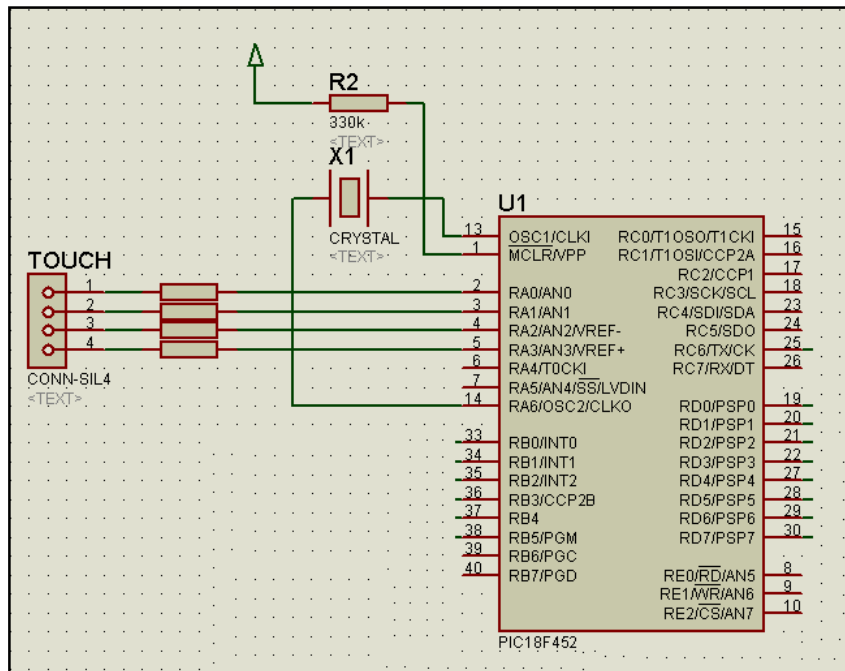 R2
330k
<TEXT>
X1
CRYSTAL
<TEXT>
TOUCH
1
2
3
4
CONN-SIL4
<TEXT>
U1
13 OSC1/CLKI RC0/T1OSO/T1CKI 15
1 MCLR/VPP RC1/T1OSI/CCP2A 16
RC2/CCP1 17
2 RA0/AN0 RC3/SCK/SCL 18
3 RA1/AN1 RC4/SDI/SDA 23
4 RA2/AN2/VREF- RC5/SDO 24
5 RA3/AN3/VREF+ RC6/TX/CK 25
6 RA4/T0CKI RC7/RX/DT 26
7 RA5/AN4/SS/LVDIN
14 RA6/OSC2/CLKO RD0/PSP0 19
RD1/PSP1 20
33 RB0/INT0 RD2/PSP2 21
34 RB1/INT1 RD3/PSP3 22
35 RB2/INT2 RD4/PSP4 27
36 RB3/CCP2B RD5/PSP5 28
37 RB4 RD6/PSP6 29
38 RB5/PGM RD7/PSP7 30
39 RB6/PGC
40 RB7/PGD RE0/RD/AN5 8
RE1/WR/AN6 9
RE2/CS/AN7 10
PIC18F452